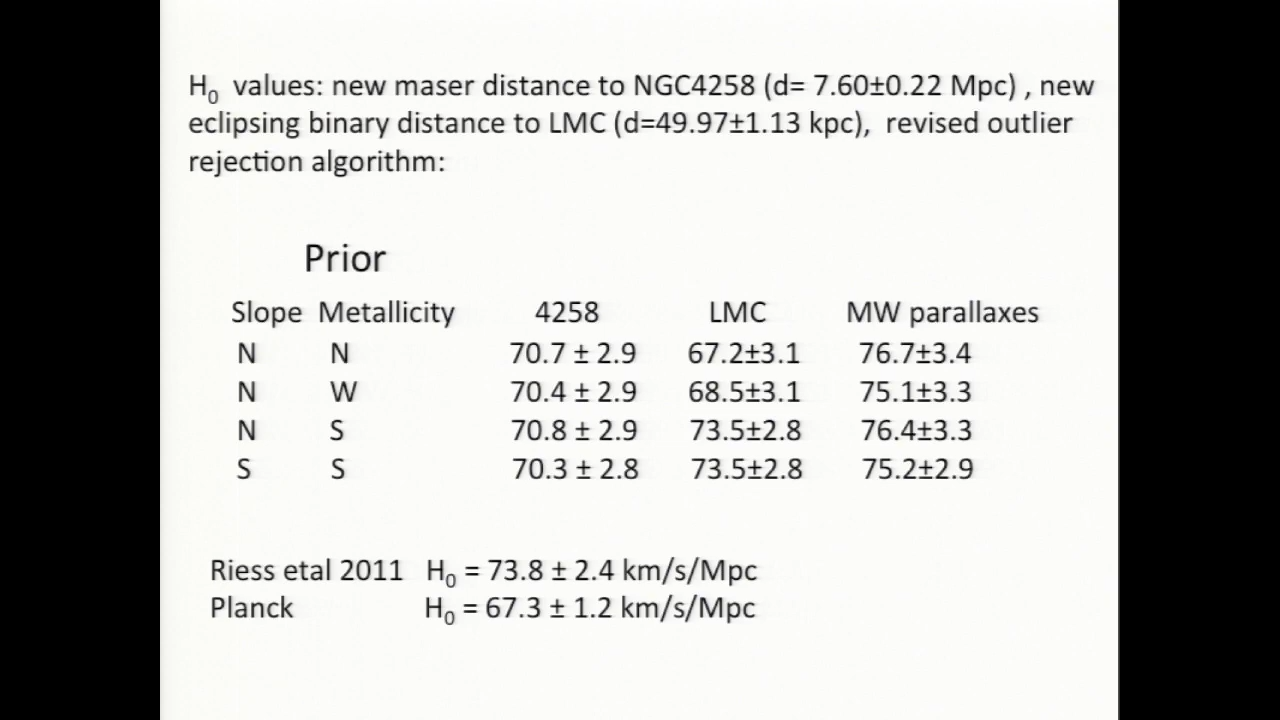 H₀ values: new maser distance to NGC4258 (d= 7.60±0.22 Mpc) , new
eclipsing binary distance to LMC (d=49.97±1.13 kpc), revised outlier
rejection algorithm:
Prior
Slope Metallicity 4258 LMC MW parallaxes
N N 70.7 ± 2.9 67.2±3.1 76.7±3.4
N W 70.4 ± 2.9 68.5±3.1 75.1±3.3
N S 70.8 ± 2.9 73.5±2.8 76.4±3.3
S S 70.3 ± 2.8 73.5±2.8 75.2±2.9
Riess etal 2011 H₀ = 73.8 ± 2.4 km/s/Mpc
Planck H₀ = 67.3 ± 1.2 km/s/Mpc